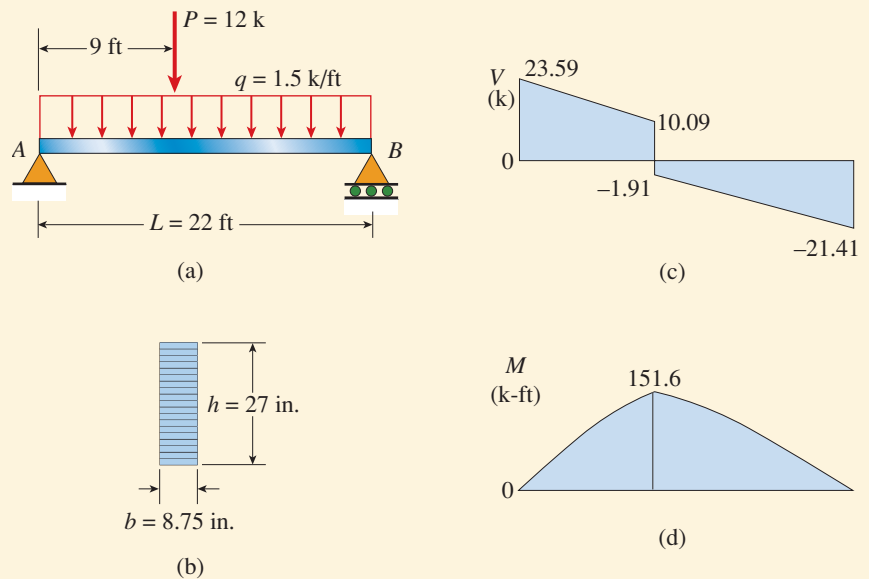 P = 12 k
9 ft
q = 1.5 k/ft
A
B
L = 22 ft
(a)
h = 27 in.
b = 8.75 in.
(b)
V
(k)
23.59
10.09
0
–1.91
–21.41
(c)
M
(k-ft)
151.6
0
(d)